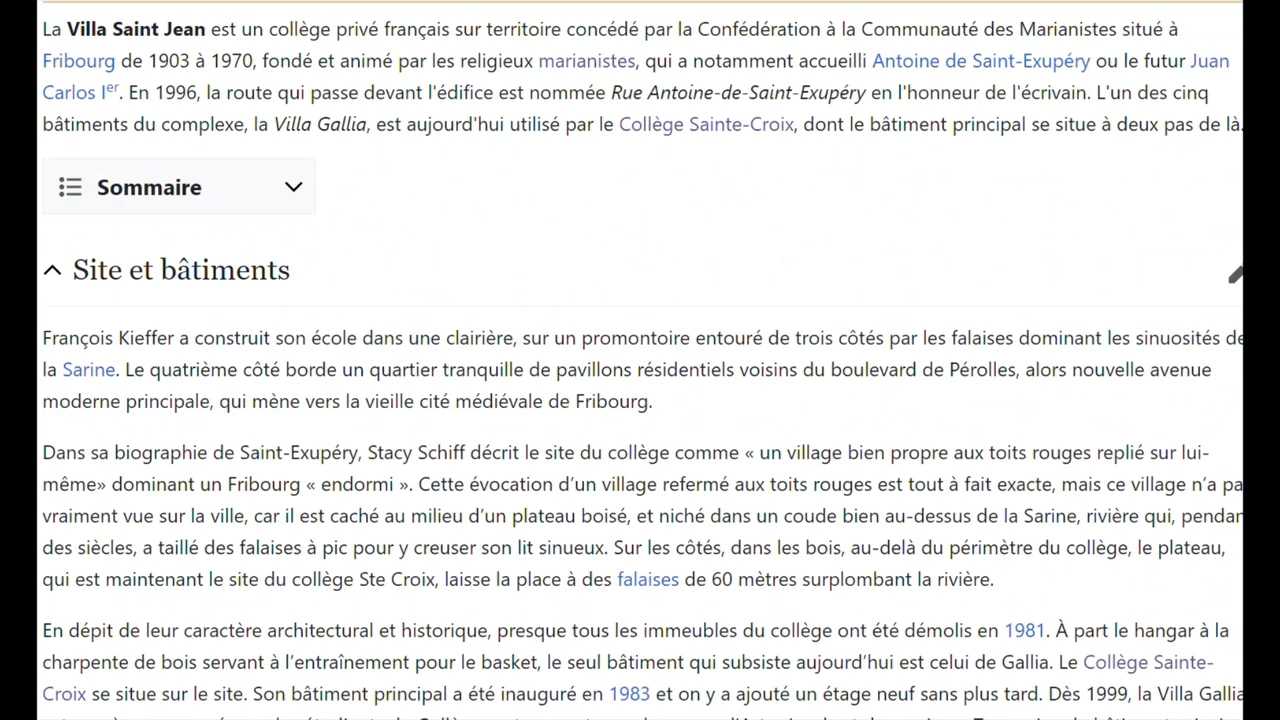 La Villa Saint Jean est un collège privé français sur territoire concédé par la Confédération à la Communauté des Marianistes situé à
Fribourg de 1903 à 1970, fondé et animé par les religieux marianistes, qui a notamment accueilli Antoine de Saint-Exupéry ou le futur Juan
Carlos Ier. En 1996, la route qui passe devant l'édifice est nommée Rue Antoine-de-Saint-Exupéry en l'honneur de l'écrivain. L'un des cinq
bâtiments du complexe, la Villa Gallia, est aujourd'hui utilisé par le Collège Sainte-Croix, dont le bâtiment principal se situe à deux pas de là.
Sommaire
Site et bâtiments
François Kieffer a construit son école dans une clairière, sur un promontoire entouré de trois côtés par les falaises dominant les sinuosités de
la Sarine. Le quatrième côté borde un quartier tranquille de pavillons résidentiels voisins du boulevard de Pérolles, alors nouvelle avenue
moderne principale, qui mène vers la vieille cité médiévale de Fribourg.
Dans sa biographie de Saint-Exupéry, Stacy Schiff décrit le site du collège comme « un village bien propre aux toits rouges replié sur lui-
même» dominant un Fribourg « endormi ». Cette évocation d’un village refermé aux toits rouges est tout à fait exacte, mais ce village n’a pa
vraiment vue sur la ville, car il est caché au milieu d’un plateau boisé, et niché dans un coude bien au-dessus de la Sarine, rivière qui, pendan
des siècles, a taillé des falaises à pic pour y creuser son lit sinueux. Sur les côtés, dans les bois, au-delà du périmètre du collège, le plateau,
qui est maintenant le site du collège Ste Croix, laisse la place à des falaises de 60 mètres surplombant la rivière.
En dépit de leur caractère architectural et historique, presque tous les immeubles du collège ont été démolis en 1981. À part le hangar à la
charpente de bois servant à l’entraînement pour le basket, le seul bâtiment qui subsiste aujourd’hui est celui de Gallia. Le Collège Sainte-
Croix se situe sur le site. Son bâtiment principal a été inauguré en 1983 et on y a ajouté un étage neuf sans plus tard. Dès 1999, la Villa Gallia